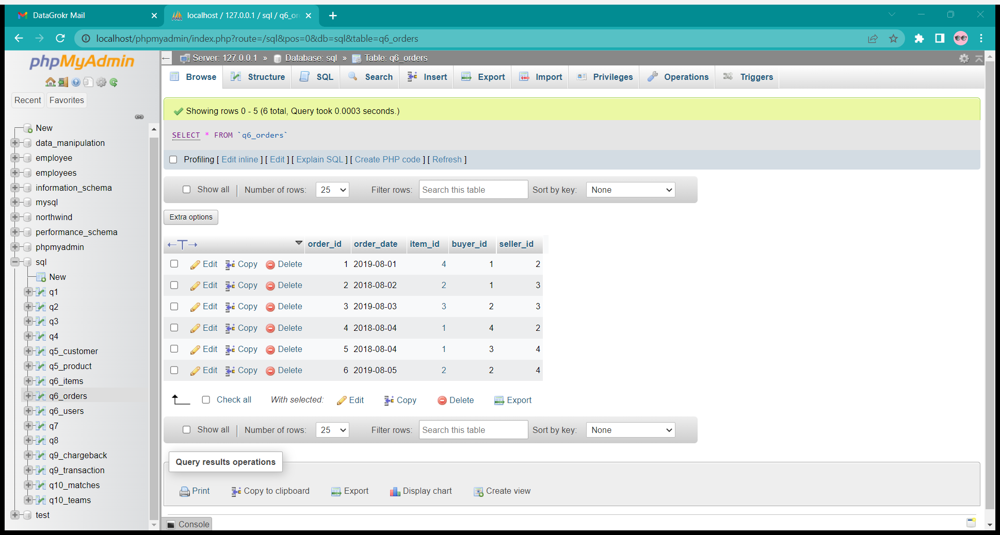 DataGrokr Mail
localhost / 127.0.0.1 / sql / q6_or
localhost/phpmyadmin/index.php?route=/sql&pos=0&db=sql&table=q6_orders
phpMyAdmin
Recent Favorites
New
data_manipulation
employee
employees
information_schema
mysql
northwind
performance_schema
phpmyadmin
sql
New
q1
q2
q3
q4
q5_customer
q5_product
q6_items
q6_orders
q6_users
q7
q8
q9_chargeback
q9_transaction
q10_matches
q10_teams
test
Server: 127.0.0.1 » Database: sql » Table: q6_orders
Browse Structure SQL Search Insert Export Import Privileges Operations Triggers
Showing rows 0 - 5 (6 total, Query took 0.0003 seconds.)
SELECT * FROM `q6_orders`
Profiling [ Edit inline ] [ Edit ] [ Explain SQL ] [ Create PHP code ] [ Refresh ]
Show all Number of rows: 25 Filter rows: Search this table Sort by key: None
Extra options
←T→ order_id order_date item_id buyer_id seller_id
Edit Copy Delete 1 2019-08-01 4 1 2
Edit Copy Delete 2 2018-08-02 2 1 3
Edit Copy Delete 3 2019-08-03 3 2 3
Edit Copy Delete 4 2018-08-04 1 4 2
Edit Copy Delete 5 2018-08-04 1 3 4
Edit Copy Delete 6 2019-08-05 2 2 4
Check all With selected: Edit Copy Delete Export
Show all Number of rows: 25 Filter rows: Search this table Sort by key: None
Query results operations
Print Copy to clipboard Export Display chart Create view
Console